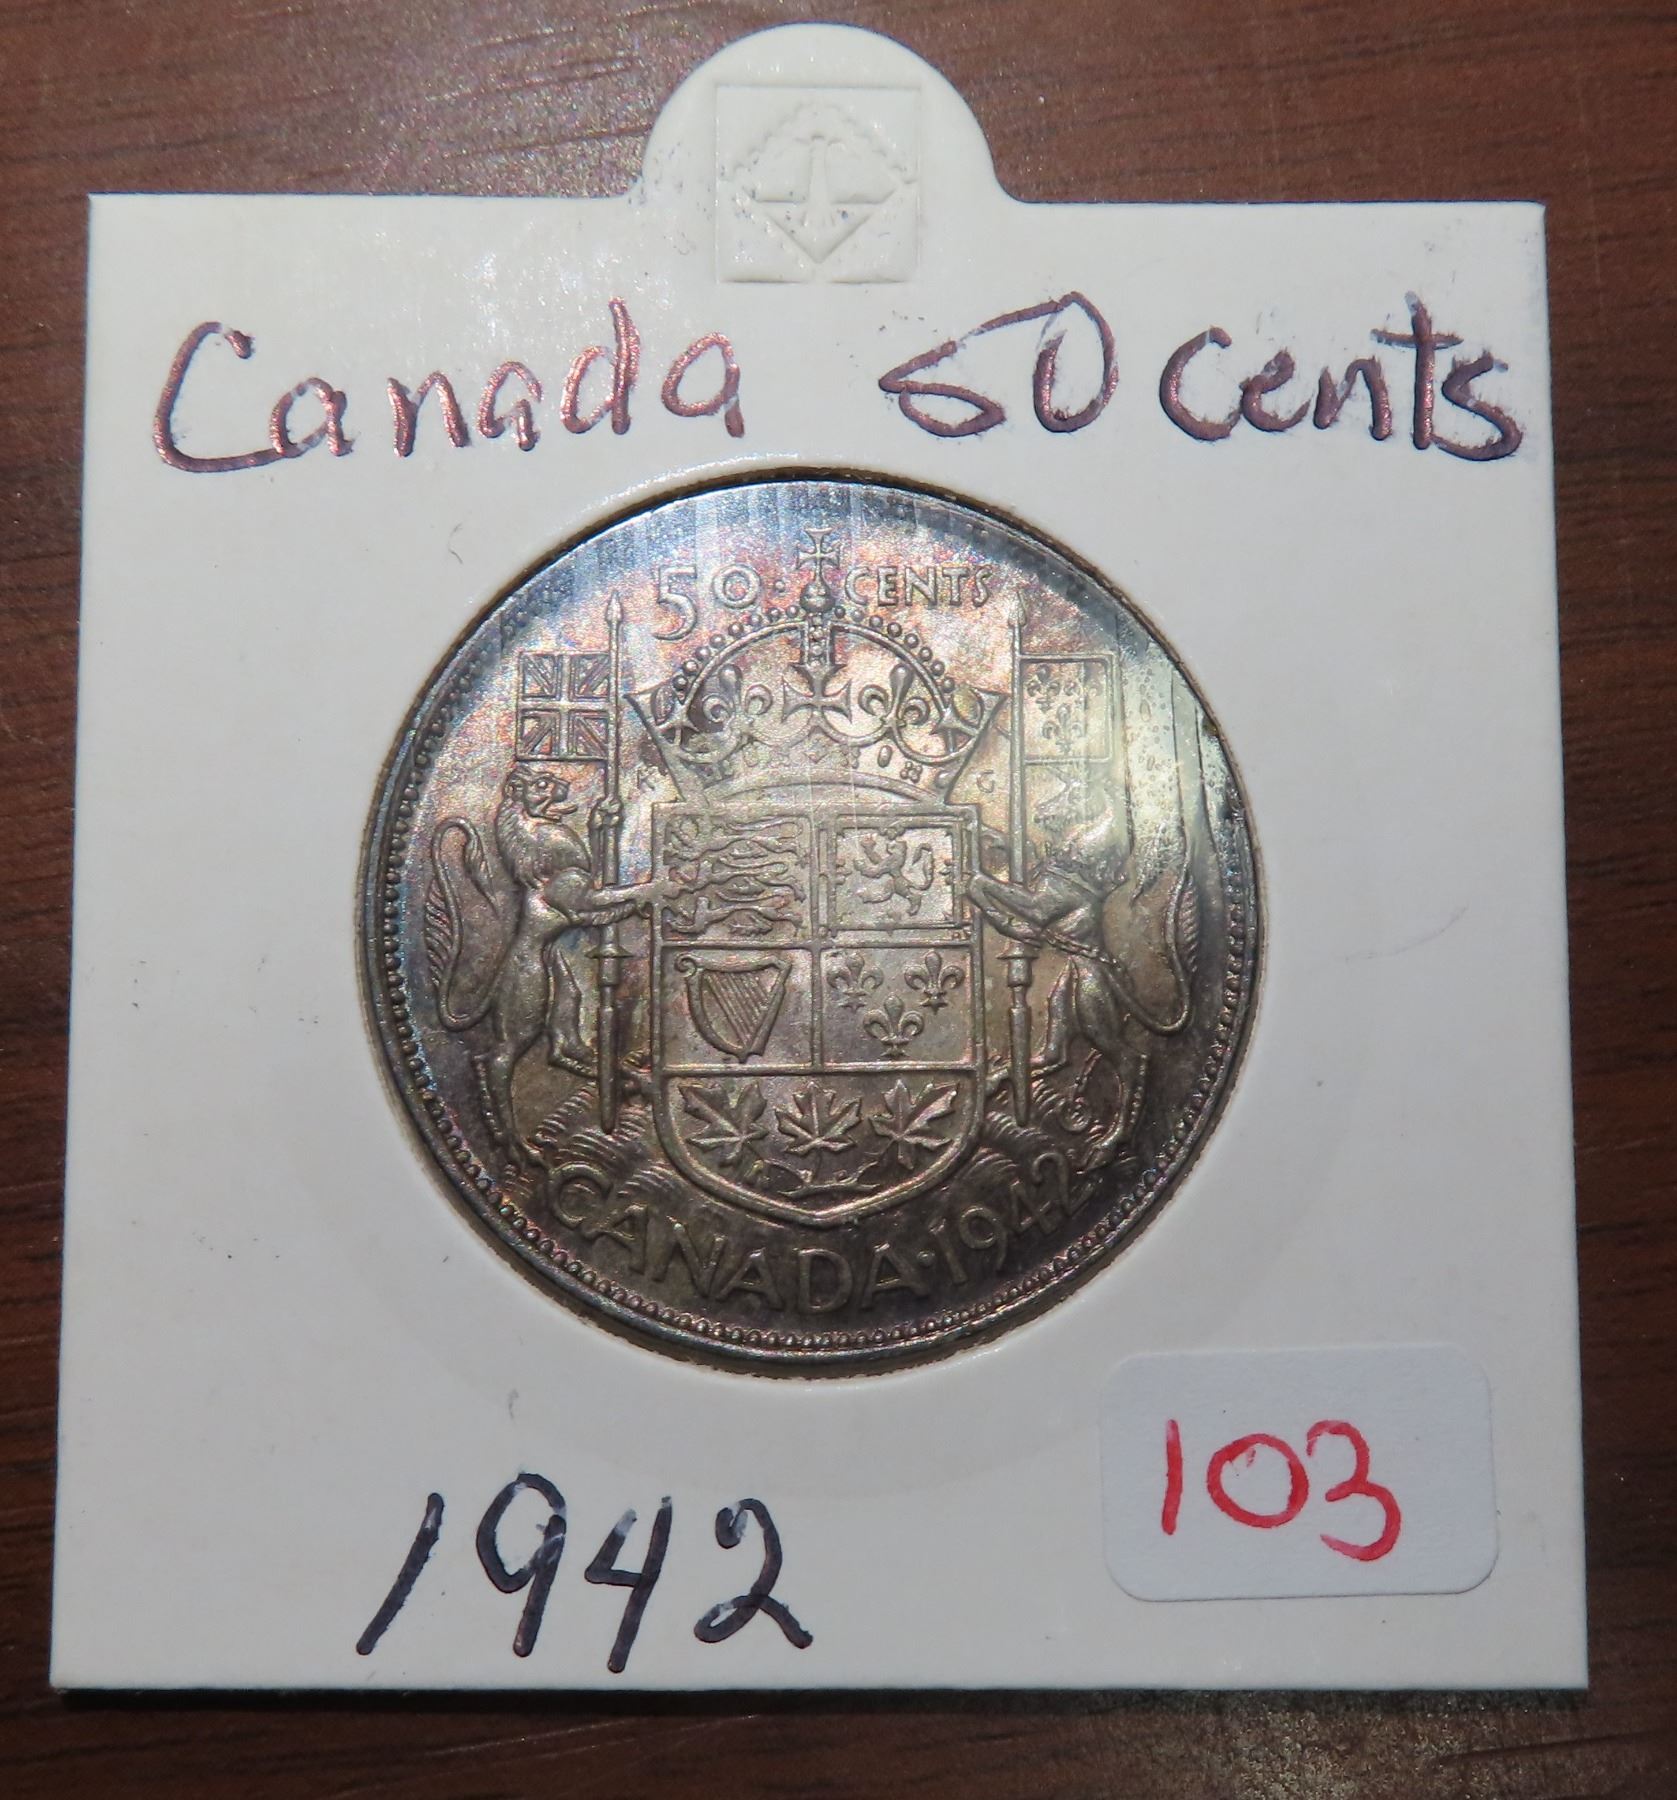 Canada 50 cents
50 · CENTS
K G
CANADA · 1942
1942
103